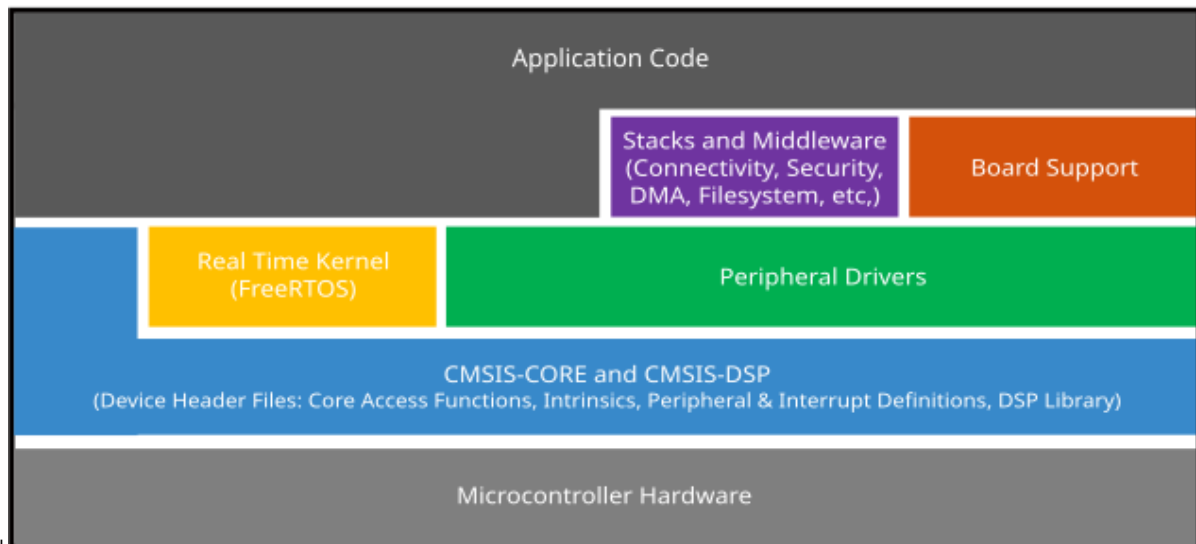 Application Code
Stacks and Middleware
(Connectivity, Security,
DMA, Filesystem, etc,)
Board Support
Real Time Kernel
(FreeRTOS)
Peripheral Drivers
CMSIS-CORE and CMSIS-DSP
(Device Header Files: Core Access Functions, Intrinsics, Peripheral & Interrupt Definitions, DSP Library)
Microcontroller Hardware